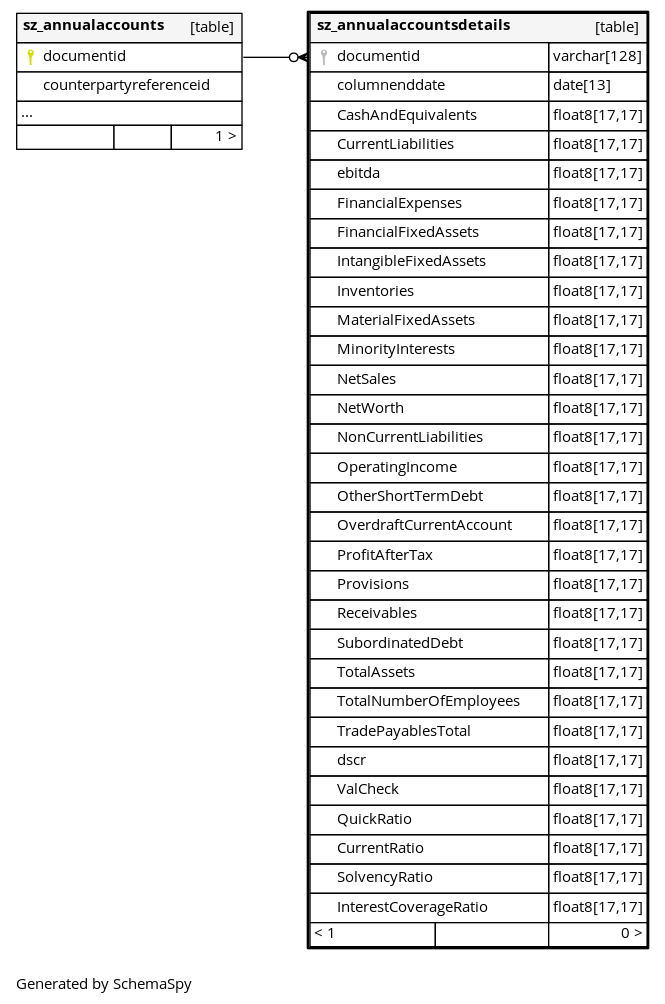 sz_annualaccounts [table]
documentid
counterpartyreferenceid
...
1 >
sz_annualaccountsdetails [table]
documentid varchar[128]
columnenddate date[13]
CashAndEquivalents float8[17,17]
CurrentLiabilities float8[17,17]
ebitda float8[17,17]
FinancialExpenses float8[17,17]
FinancialFixedAssets float8[17,17]
IntangibleFixedAssets float8[17,17]
Inventories float8[17,17]
MaterialFixedAssets float8[17,17]
MinorityInterests float8[17,17]
NetSales float8[17,17]
NetWorth float8[17,17]
NonCurrentLiabilities float8[17,17]
OperatingIncome float8[17,17]
OtherShortTermDebt float8[17,17]
OverdraftCurrentAccount float8[17,17]
ProfitAfterTax float8[17,17]
Provisions float8[17,17]
Receivables float8[17,17]
SubordinatedDebt float8[17,17]
TotalAssets float8[17,17]
TotalNumberOfEmployees float8[17,17]
TradePayablesTotal float8[17,17]
dscr float8[17,17]
ValCheck float8[17,17]
QuickRatio float8[17,17]
CurrentRatio float8[17,17]
SolvencyRatio float8[17,17]
InterestCoverageRatio float8[17,17]
< 1 0 >
Generated by SchemaSpy